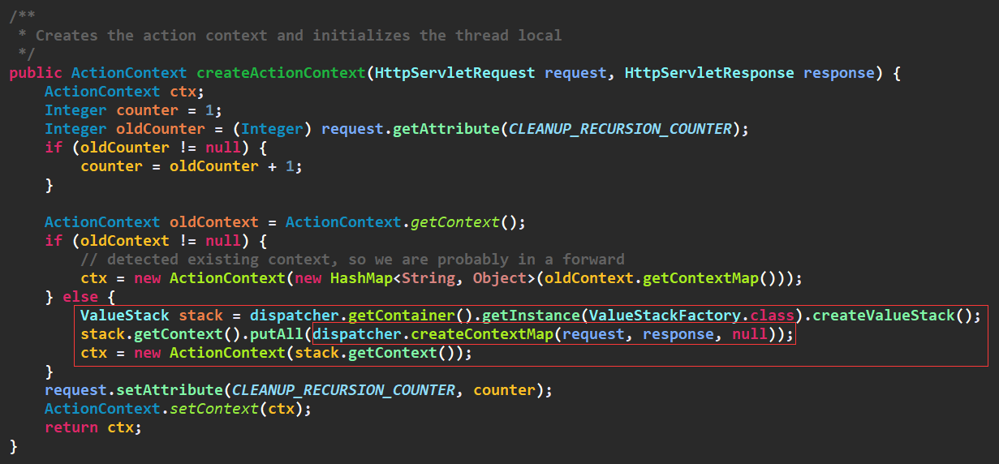 /**
 * Creates the action context and initializes the thread local
 */
public ActionContext createActionContext(HttpServletRequest request, HttpServletResponse response) {
    ActionContext ctx;
    Integer counter = 1;
    Integer oldCounter = (Integer) request.getAttribute(CLEANUP_RECURSION_COUNTER);
    if (oldCounter != null) {
        counter = oldCounter + 1;
    }

    ActionContext oldContext = ActionContext.getContext();
    if (oldContext != null) {
        // detected existing context, so we are probably in a forward
        ctx = new ActionContext(new HashMap<String, Object>(oldContext.getContextMap()));
    } else {
        ValueStack stack = dispatcher.getContainer().getInstance(ValueStackFactory.class).createValueStack();
        stack.getContext().putAll(dispatcher.createContextMap(request, response, null));
        ctx = new ActionContext(stack.getContext());
    }
    request.setAttribute(CLEANUP_RECURSION_COUNTER, counter);
    ActionContext.setContext(ctx);
    return ctx;
}